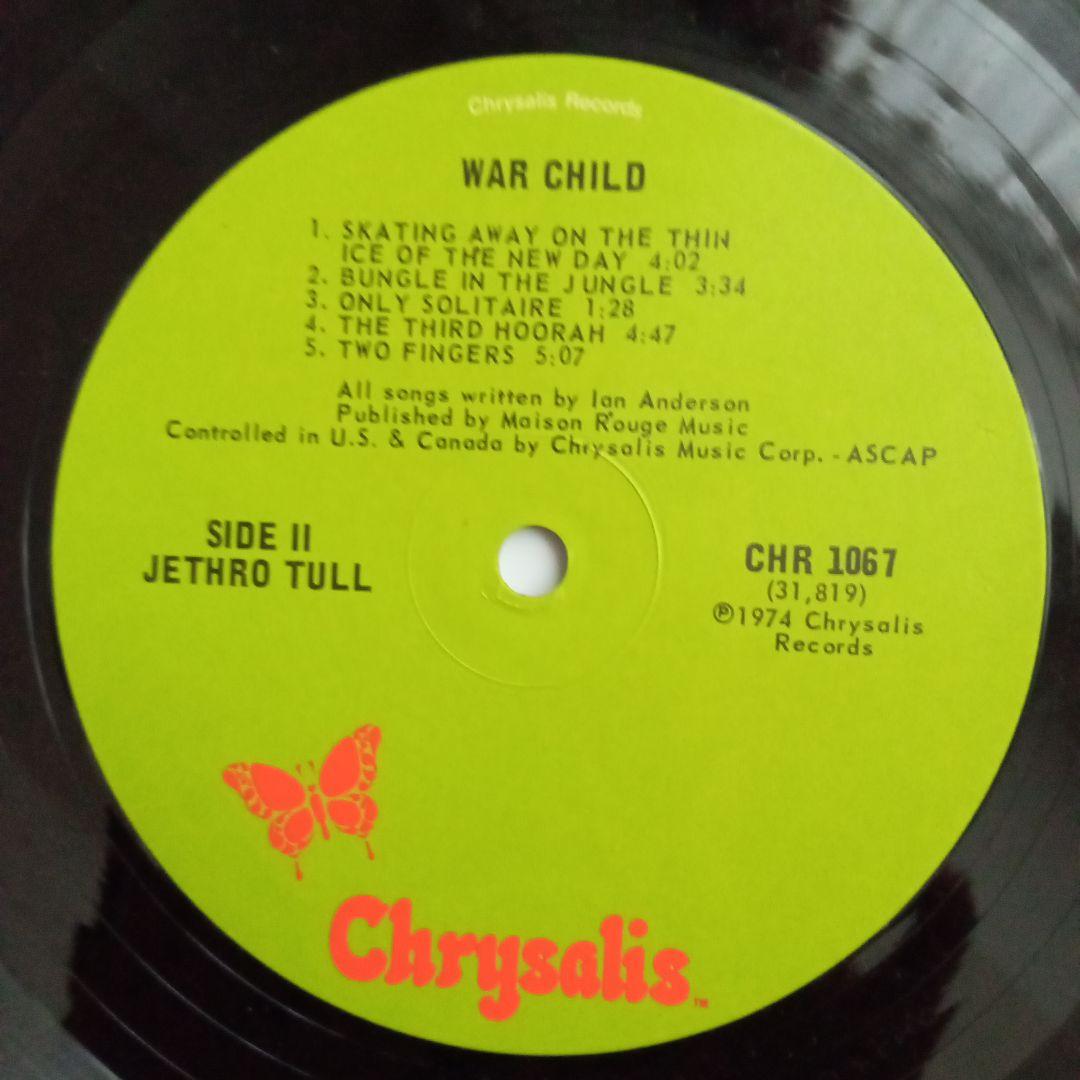 Chrysalis Records
WAR CHILD
1. SKATING AWAY ON THE THIN
ICE OF THE NEW DAY 4:02
2. BUNGLE IN THE JUNGLE 3:34
3. ONLY SOLITAIRE 1:28
4. THE THIRD HOORAH 4:47
5. TWO FINGERS 5:07
All songs written by Ian Anderson
Published by Maison Rouge Music
Controlled in U.S. & Canada by Chrysalis Music Corp. - ASCAP
SIDE II
JETHRO TULL
CHR 1067
(31,819)
℗1974 Chrysalis
Records
Chrysalis™